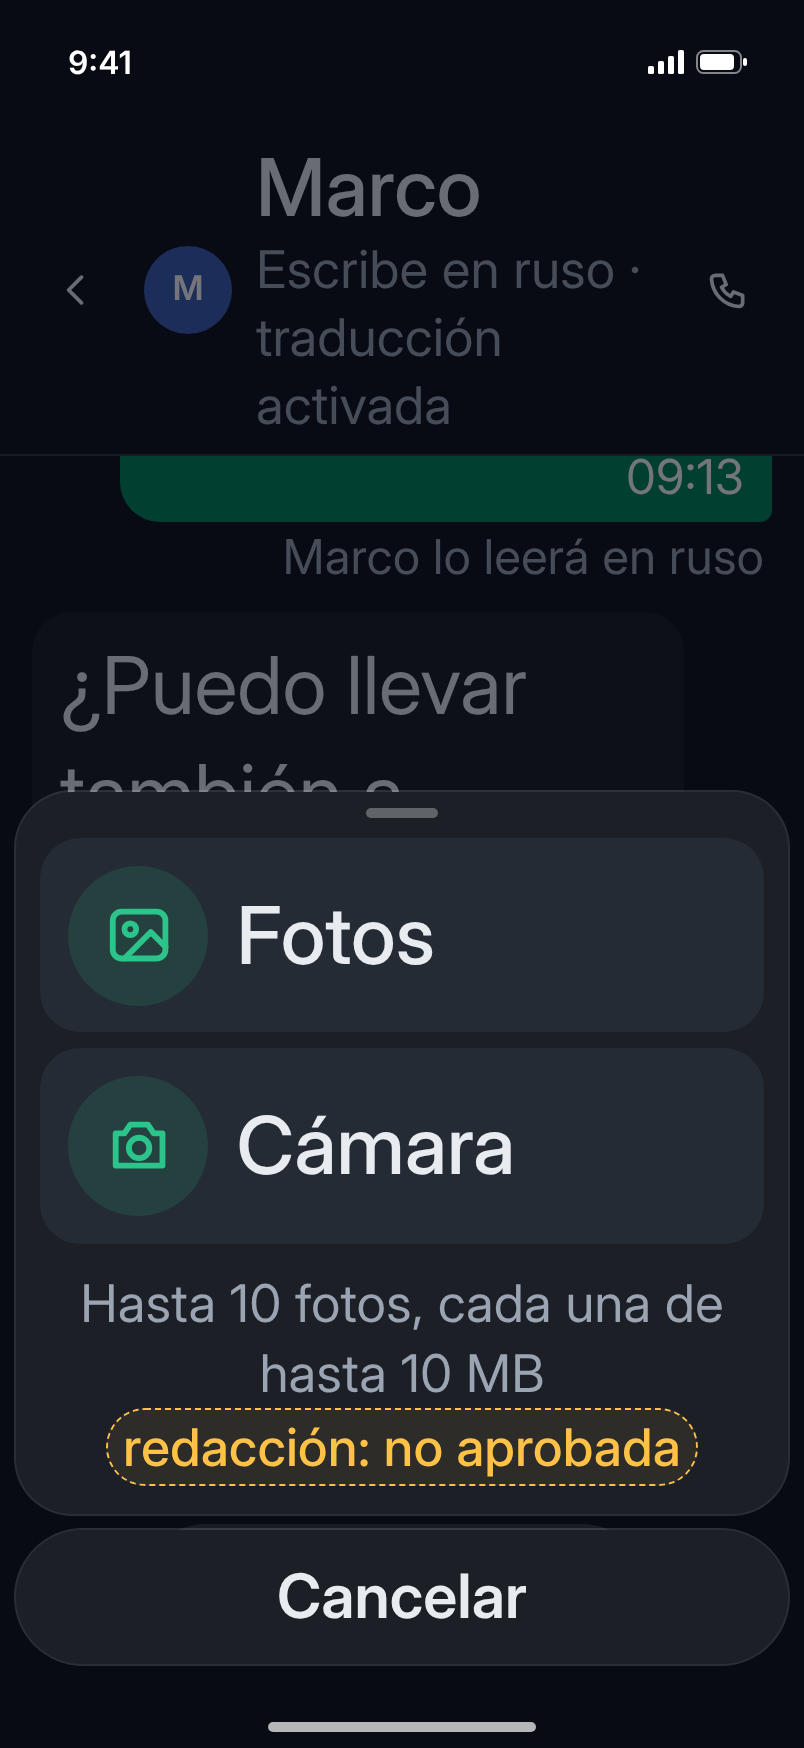 9:41
Marco
M
Escribe en ruso ·
traducción
activada
09:13
Marco lo leerá en ruso
¿Puedo llevar
también a
Fotos
Cámara
Hasta 10 fotos, cada una de
hasta 10 MB
redacción: no aprobada
Cancelar